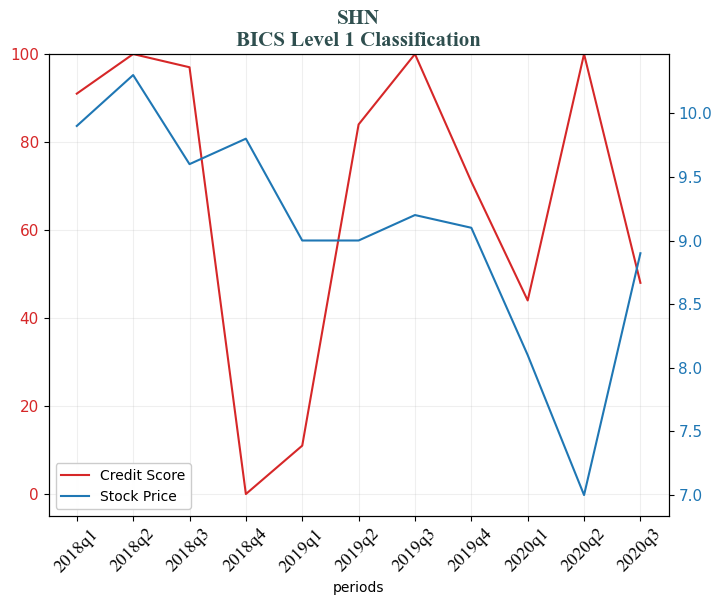 SHN
BICS Level 1 Classification
100
80
60
40
20
0
10.0
9.5
9.0
8.5
8.0
7.5
7.0
Credit Score
Stock Price
2018q1
2018q2
2018q3
2018q4
2019q1
2019q2
2019q3
2019q4
2020q1
2020q2
2020q3
periods